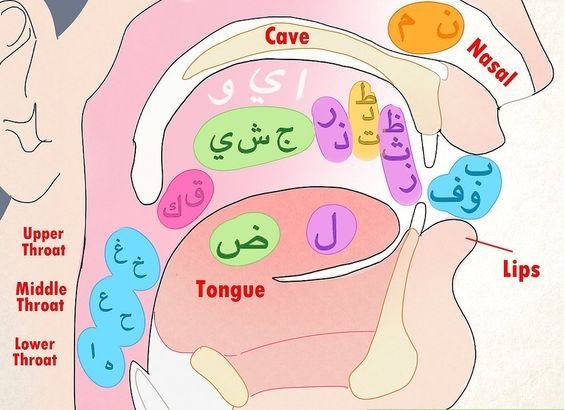 Cave
م ن
Nasal
ا ي و
ج ش ي
ر
ط
د
ت
ظ
ث
ب
و ف
ق ك
ض
ل
Upper
Throat
خ غ
Middle
Throat
ع
ح
Lower
Throat
ا ه
Tongue
Lips